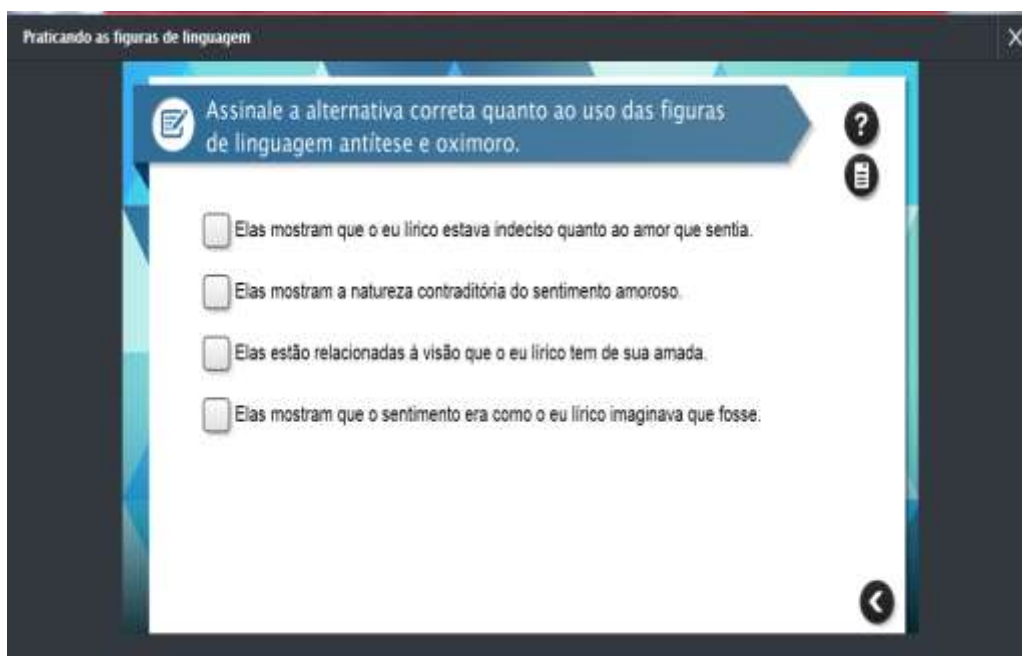 Praticando as figuras de linguagem
X
Assinale a alternativa correta quanto ao uso das figuras
de linguagem antítese e oximoro.
?
Elas mostram que o eu lírico estava indeciso quanto ao amor que sentia.
Elas mostram a natureza contraditória do sentimento amoroso.
Elas estão relacionadas à visão que o eu lírico tem de sua amada.
Elas mostram que o sentimento era como o eu lírico imaginava que fosse.